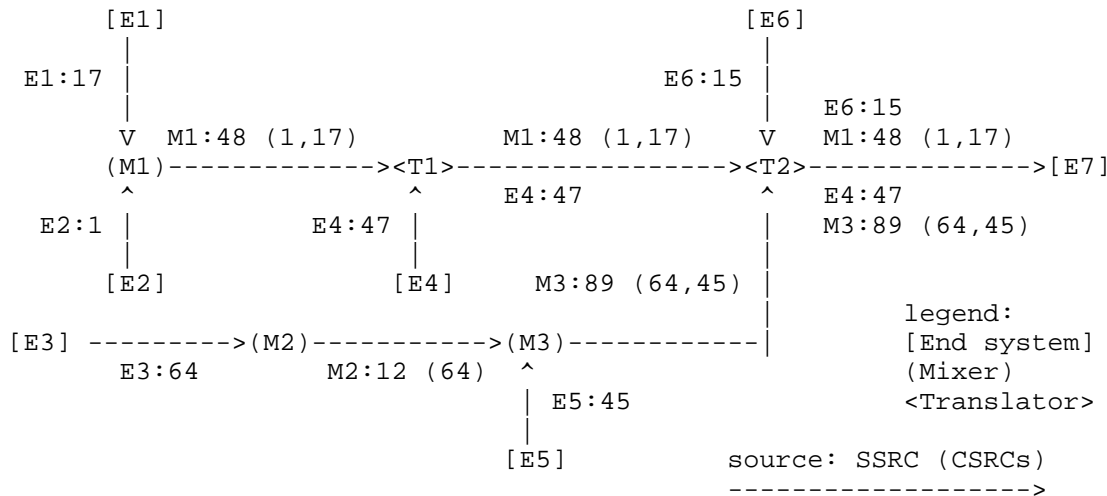 [E1] [E6]
E1:17 E6:15
E6:15
M1:48 (1,17) M1:48 (1,17) M1:48 (1,17)
(M1) <T1> <T2> [E7]
E4:47 E4:47
E2:1 E4:47 M3:89 (64,45)
[E2] [E4] M3:89 (64,45)
legend:
[E3] (M2) (M3) [End system]
E3:64 M2:12 (64) (Mixer)
E5:45 <Translator>
[E5] source: SSRC (CSRCs)